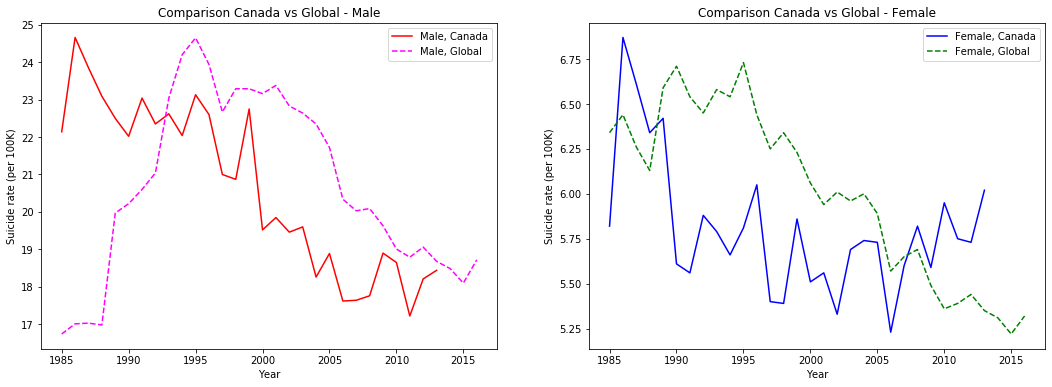 Comparison Canada vs Global - Male
Suicide rate (per 100K)
25
24
23
22
21
20
19
18
17
Male, Canada
Male, Global
1985 1990 1995 2000 2005 2010 2015
Year
Comparison Canada vs Global - Female
Suicide rate (per 100K)
6.75
6.50
6.25
6.00
5.75
5.50
5.25
Female, Canada
Female, Global
1985 1990 1995 2000 2005 2010 2015
Year